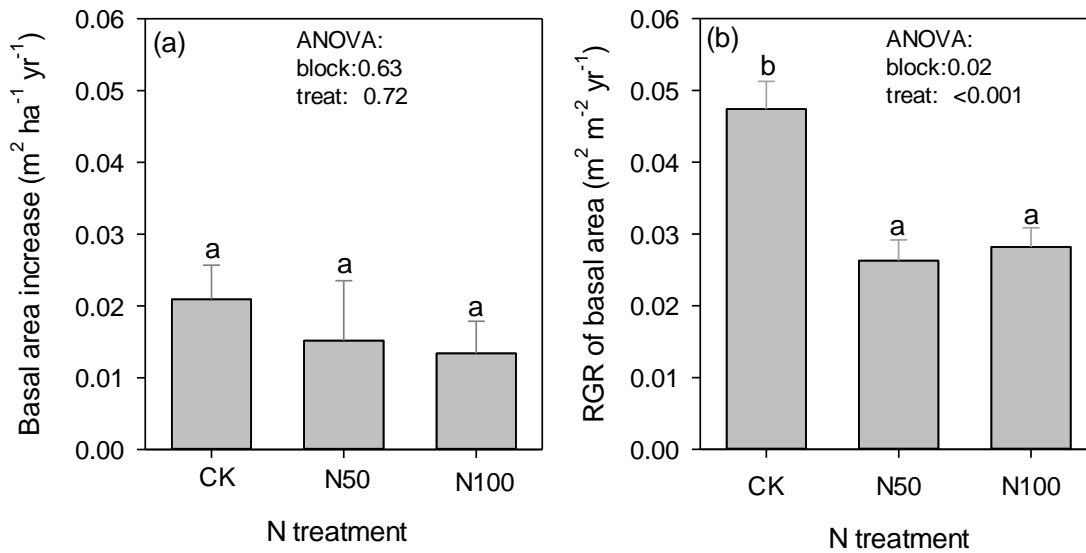 (a)
ANOVA:
block:0.63
treat: 0.72
0.06
0.05
0.04
0.03
0.02
0.01
0.00
Basal area increase (m² ha⁻¹ yr⁻¹)
a
a
a
CK
N50
N100
N treatment
(b)
ANOVA:
block:0.02
treat: <0.001
0.06
0.05
0.04
0.03
0.02
0.01
0.00
RGR of basal area (m² m⁻² yr⁻¹)
b
a
a
CK
N50
N100
N treatment